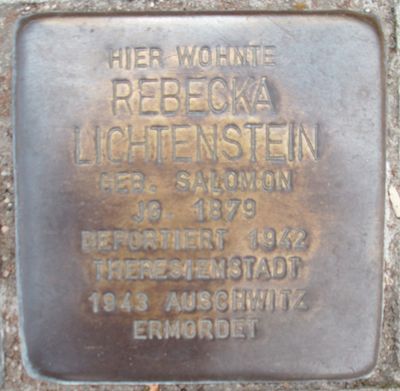 HIER WOHNTE
REBECKA
LICHTENSTEIN
GEB. SALOMON
JG. 1879
DEPORTIERT 1942
THERESIENSTADT
1943 AUSCHWITZ
ERMORDET